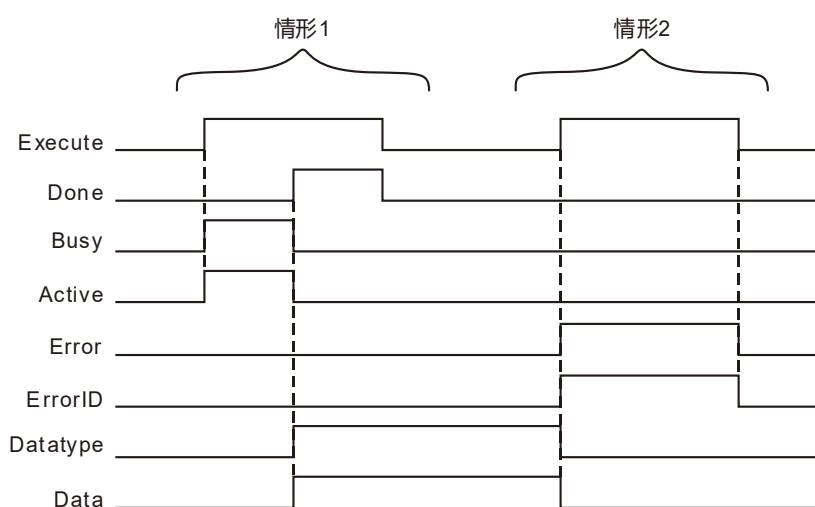 情形1
情形2
Execute
Done
Busy
Active
Error
ErrorID
Datatype
Data